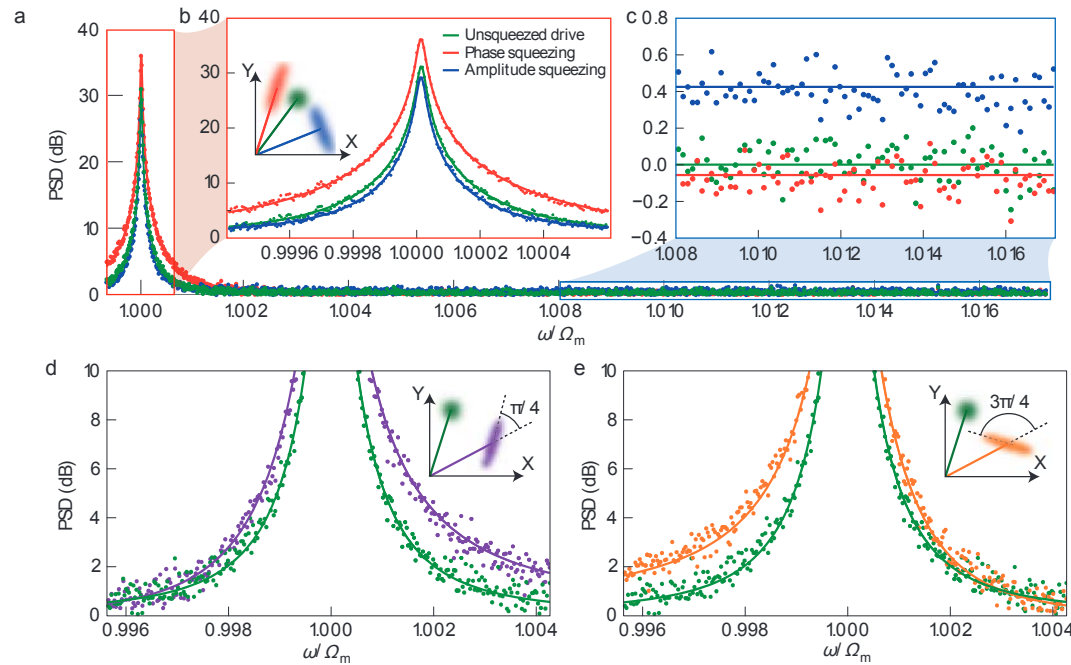 a
PSD (dB)
40
30
20
10
0
1.000
1.002
1.004
1.006
1.008
1.010
1.012
1.014
1.016
ω/Ωm
b
40
30
20
10
0
0.9996
0.9998
1.0000
1.0004
Y
X
Unsqueezed drive
Phase squeezing
Amplitude squeezing
c
0.8
0.6
0.4
0.2
0.0
−0.2
−0.4
1.008
1.010
1.012
1.014
1.016
d
PSD (dB)
10
8
6
4
2
0
0.996
0.998
1.000
1.002
1.004
ω/Ωm
Y
X
π/4
e
PSD (dB)
10
8
6
4
2
0
0.996
0.998
1.000
1.002
1.004
ω/Ωm
Y
X
3π/4